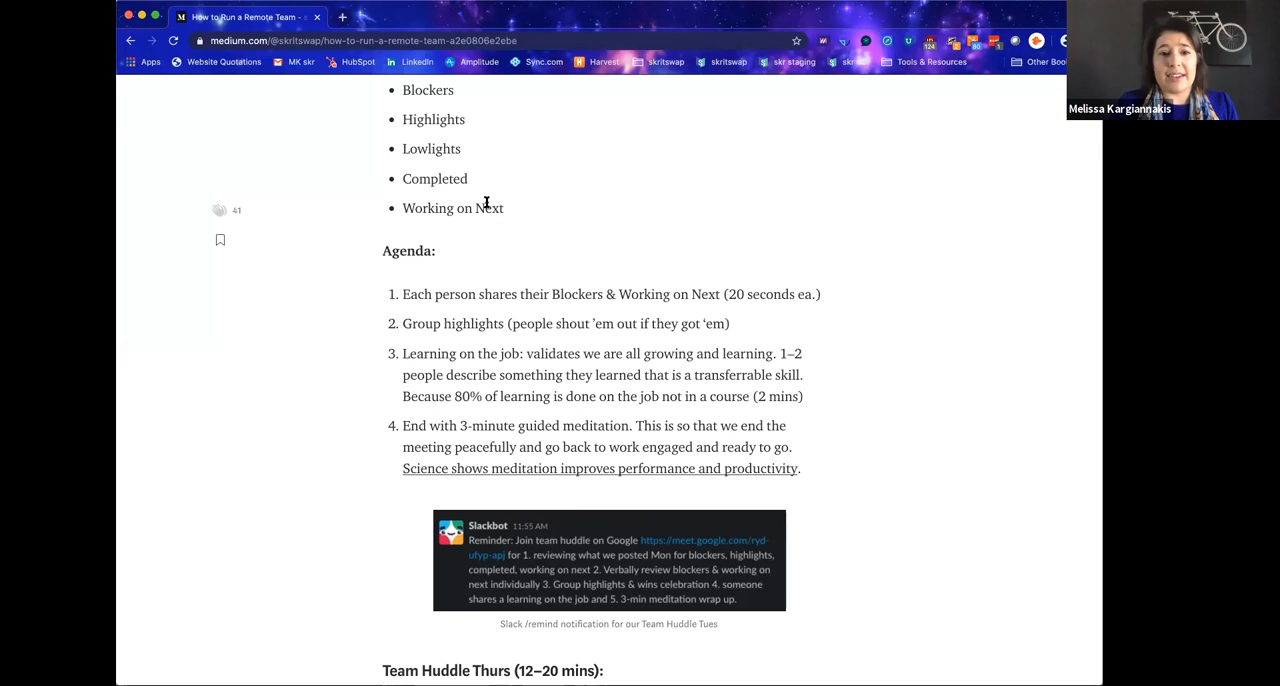 How to Run a Remote Team -
medium.com/@skritswap/how-to-run-a-remote-team-a2e0806e2ebe
124
80
1
Apps
Website Quotations
MK skr
HubSpot
LinkedIn
Amplitude
Sync.com
Harvest
skritswap
skritswap
skr staging
skr
Tools & Resources
Other Boo
Melissa Kargiannakis
• Blockers
• Highlights
• Lowlights
• Completed
• Working on Next
41
Agenda:
1. Each person shares their Blockers & Working on Next (20 seconds ea.)
2. Group highlights (people shout ’em out if they got ‘em)
3. Learning on the job: validates we are all growing and learning. 1–2
people describe something they learned that is a transferrable skill.
Because 80% of learning is done on the job not in a course (2 mins)
4. End with 3-minute guided meditation. This is so that we end the
meeting peacefully and go back to work engaged and ready to go.
Science shows meditation improves performance and productivity.
Slackbot 11:55 AM
Reminder: Join team huddle on Google https://meet.google.com/ryd-
ufyp-apj for 1. reviewing what we posted Mon for blockers, highlights,
completed, working on next 2. Verbally review blockers & working on
next individually 3. Group highlights & wins celebration 4. someone
shares a learning on the job and 5. 3-min meditation wrap up.
Slack /remind notification for our Team Huddle Tues
Team Huddle Thurs (12–20 mins):